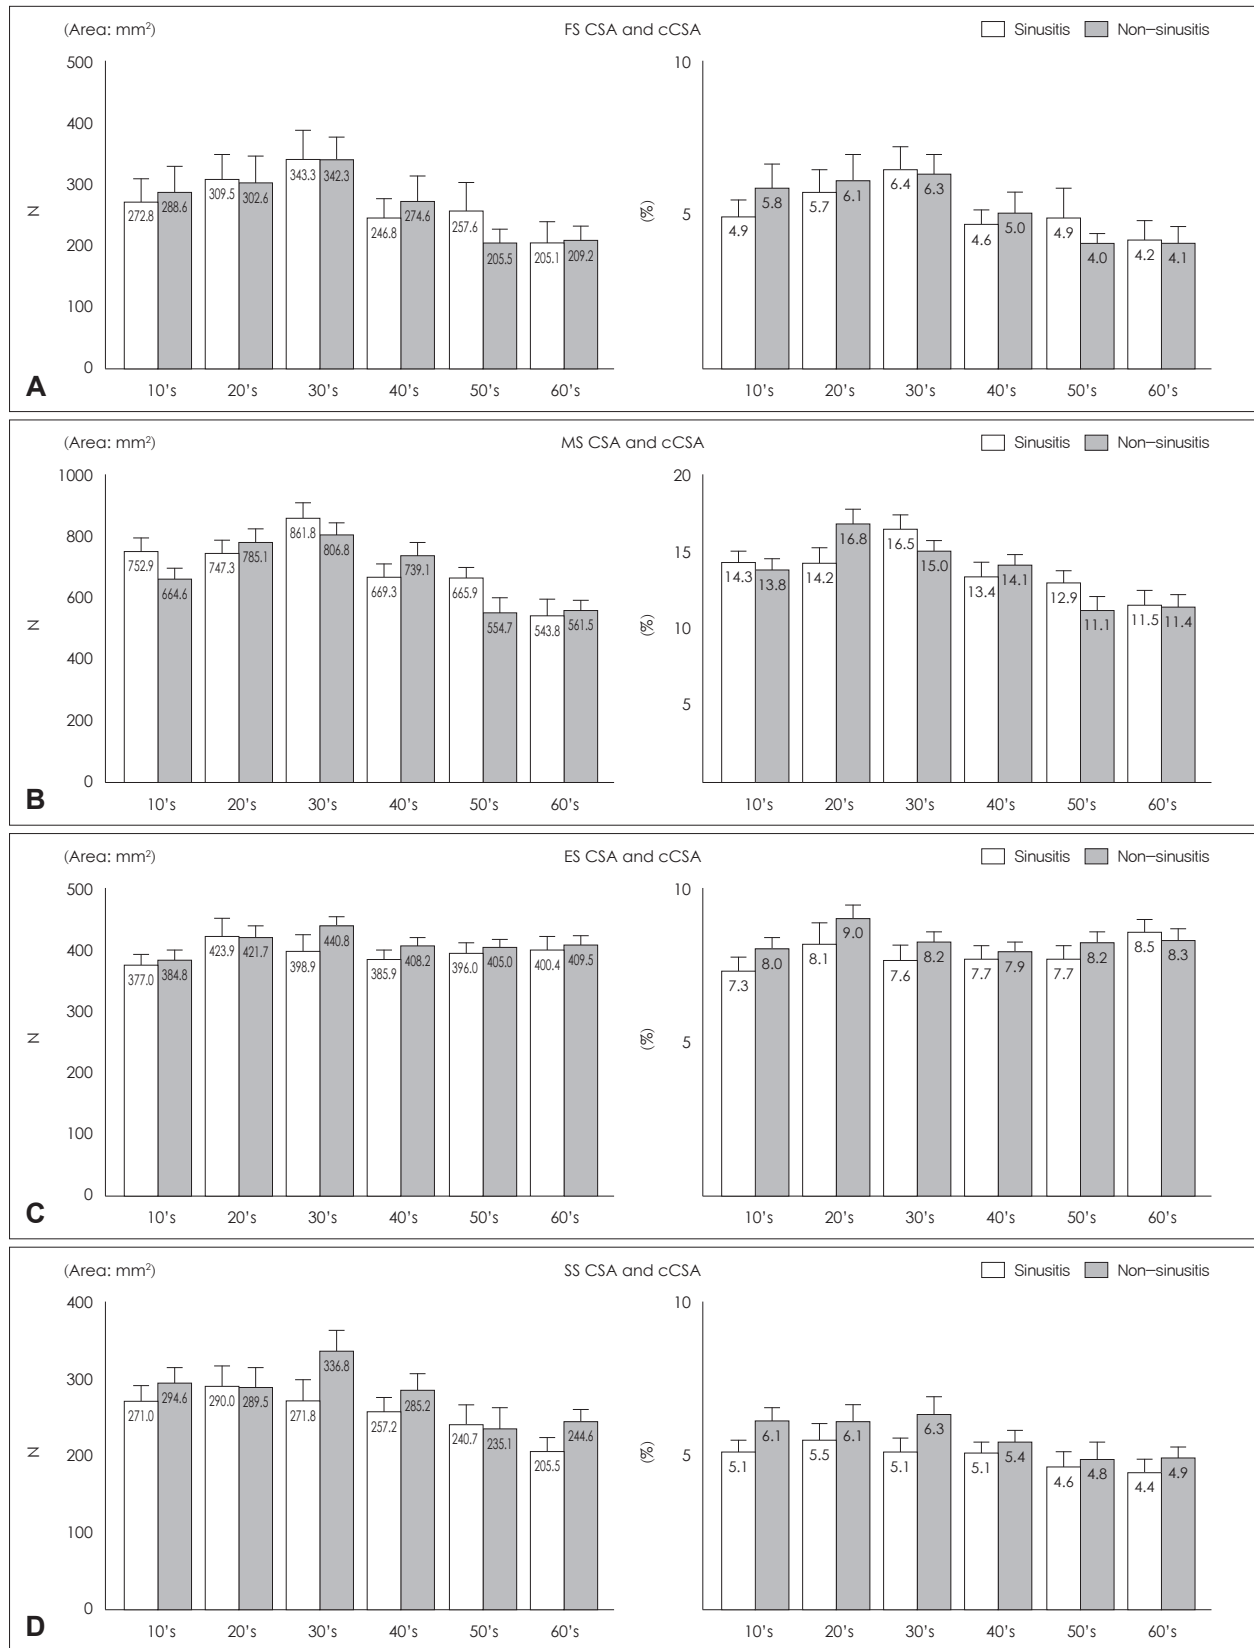 (Area: mm²) FS CSA and cCSA Sinusitis Non-sinusitis
500 10
400
300 5
200
100
0
N (%)
272.8 288.6 309.5 302.6 343.3 342.3 246.8 274.6 257.6 205.5 205.1 209.2
4.9 5.8 5.7 6.1 6.4 6.3 4.6 5.0 4.9 4.0 4.2 4.1
A 10's 20's 30's 40's 50's 60's 10's 20's 30's 40's 50's 60's
(Area: mm²) MS CSA and cCSA Sinusitis Non-sinusitis
1000 20
800 15
600 10
400 5
200
0
N (%)
752.9 664.6 747.3 785.1 861.8 806.8 669.3 739.1 665.9 554.7 543.8 561.5
14.3 13.8 14.2 16.8 16.5 15.0 13.4 14.1 12.9 11.1 11.5 11.4
B 10's 20's 30's 40's 50's 60's 10's 20's 30's 40's 50's 60's
(Area: mm²) ES CSA and cCSA Sinusitis Non-sinusitis
500 10
400
300 5
200
100
0
N (%)
377.0 384.8 423.9 421.7 398.9 440.8 385.9 408.2 396.0 405.0 400.4 409.5
7.3 8.0 8.1 9.0 7.6 8.2 7.7 7.9 7.7 8.2 8.5 8.3
C 10's 20's 30's 40's 50's 60's 10's 20's 30's 40's 50's 60's
(Area: mm²) SS CSA and cCSA Sinusitis Non-sinusitis
400 10
300
200 5
100
0
N (%)
271.0 294.6 290.0 289.5 271.8 336.8 257.2 285.2 240.7 235.1 205.5 244.6
5.1 6.1 5.5 6.1 5.1 6.3 5.1 5.4 4.6 4.8 4.4 4.9
D 10's 20's 30's 40's 50's 60's 10's 20's 30's 40's 50's 60's